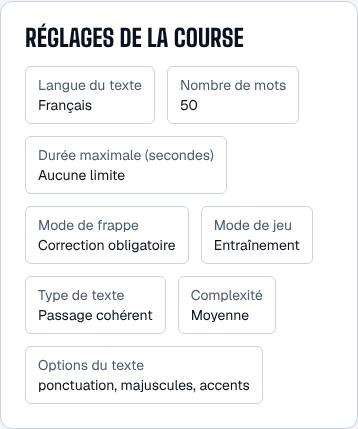 RÉGLAGES DE LA COURSE
Langue du texte
Français
Nombre de mots
50
Durée maximale (secondes)
Aucune limite
Mode de frappe
Correction obligatoire
Mode de jeu
Entraînement
Type de texte
Passage cohérent
Complexité
Moyenne
Options du texte
ponctuation, majuscules, accents